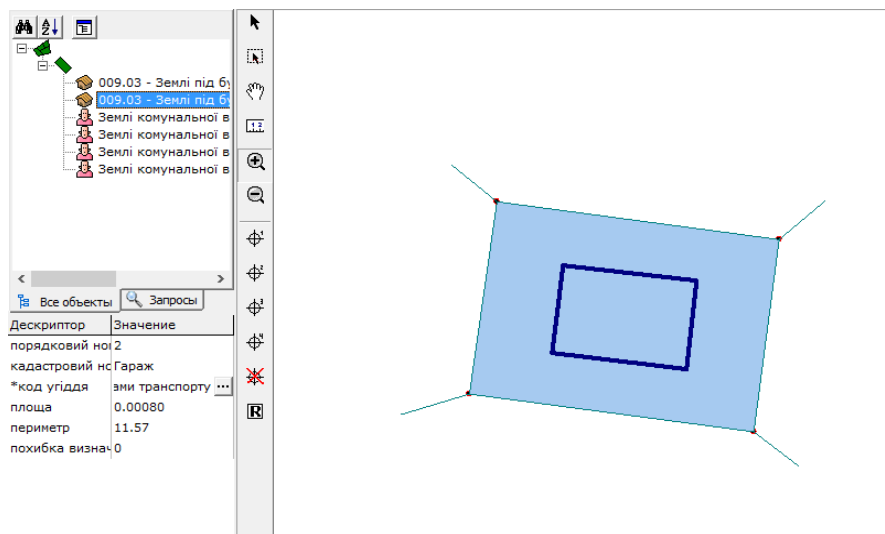 009.03 - Землі під бу
009.03 - Землі під бу
Землі комунальної в
Землі комунальної в
Землі комунальної в
Землі комунальної в
Все объекты
Запросы
Дескриптор Значение
порядковий но 2
кадастровий но Гараж
*код угіддя ами транспорту ...
площа 0.00080
периметр 11.57
похибка визнач 0
R